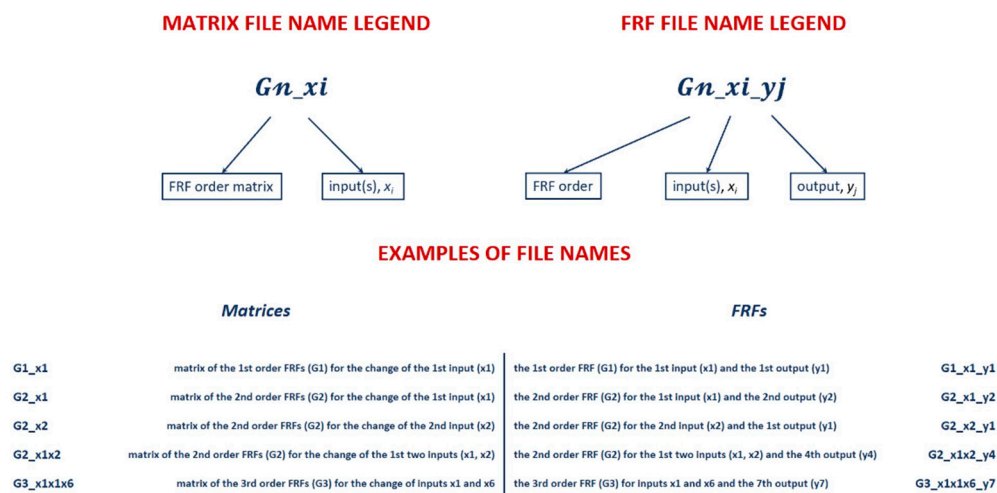 MATRIX FILE NAME LEGEND
FRF FILE NAME LEGEND
Gn_xi
Gn_xi_yj
FRF order matrix
input(s), xi
FRF order
input(s), xi
output, yj
EXAMPLES OF FILE NAMES
Matrices
FRFs
G1_x1 matrix of the 1st order FRFs (G1) for the change of the 1st input (x1) the 1st order FRF (G1) for the 1st input (x1) and the 1st output (y1) G1_x1_y1
G2_x1 matrix of the 2nd order FRFs (G2) for the change of the 1st input (x1) the 2nd order FRF (G2) for the 1st input (x1) and the 2nd output (y2) G2_x1_y2
G2_x2 matrix of the 2nd order FRFs (G2) for the change of the 2nd input (x2) the 2nd order FRF (G2) for the 2nd input (x2) and the 1st output (y1) G2_x2_y1
G2_x1x2 matrix of the 2nd order FRFs (G2) for the change of the 1st two inputs (x1, x2) the 2nd order FRF (G2) for the 1st two inputs (x1, x2) and the 4th output (y4) G2_x1x2_y4
G3_x1x1x6 matrix of the 3rd order FRFs (G3) for the change of inputs x1 and x6 the 3rd order FRF (G3) for inputs x1 and x6 and the 7th output (y7) G3_x1x1x6_y7